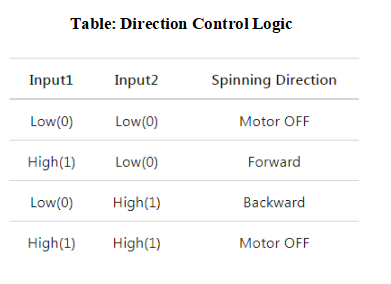 Table: Direction Control Logic
Input1 Input2 Spinning Direction
Low(0) Low(0) Motor OFF
High(1) Low(0) Forward
Low(0) High(1) Backward
High(1) High(1) Motor OFF